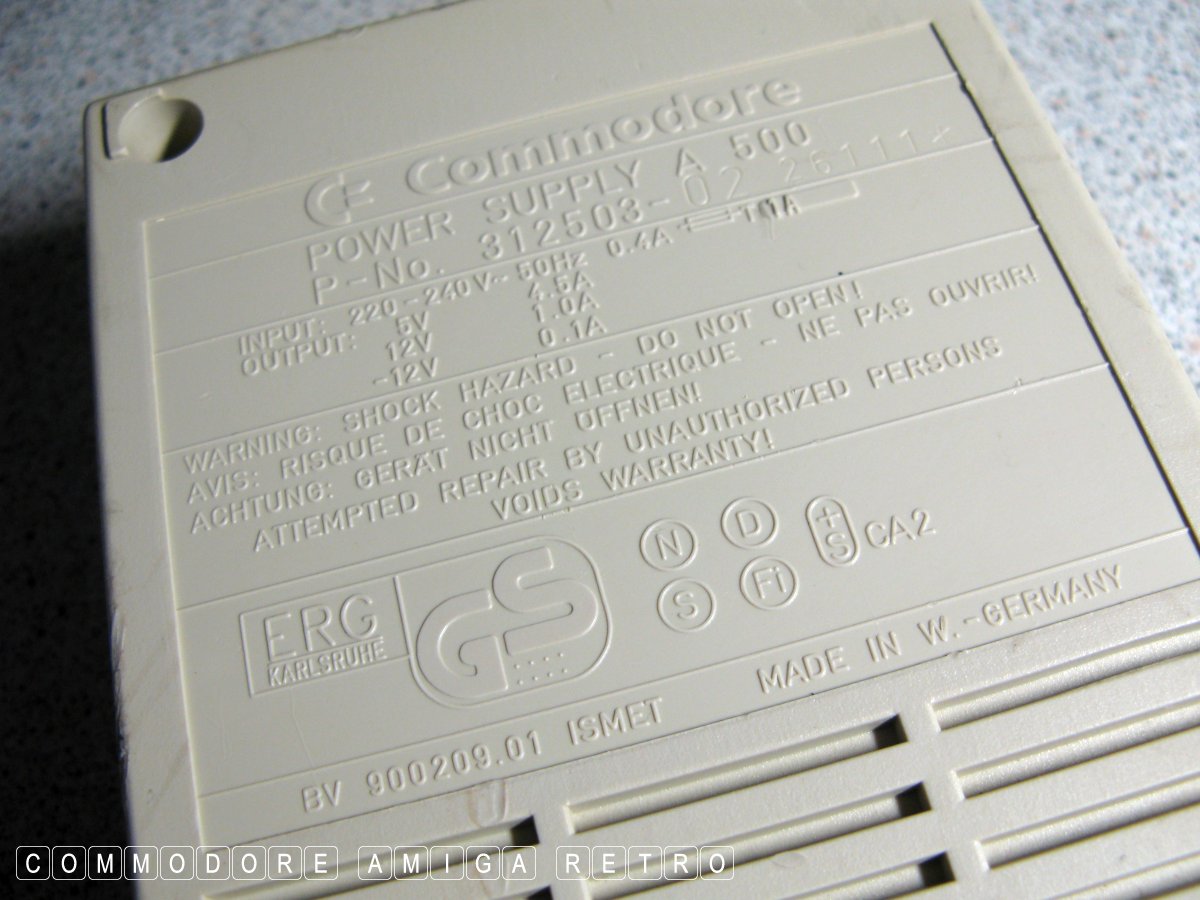 Commodore
POWER SUPPLY A 500
P-No. 312503-02 26111×
INPUT: 220-240V~ 50Hz 0.4A T 1A
OUTPUT: 5V 4.5A
12V 1.0A
-12V 0.1A
WARNING: SHOCK HAZARD - DO NOT OPEN!
AVIS: RISQUE DE CHOC ELECTRIQUE - NE PAS OUVRIR!
ACHTUNG: GERÄT NICHT ÜFFNEN!
ATTEMPTED REPAIR BY UNAUTHORIZED PERSONS
VOIDS WARRANTY!
N D +S CA2
ERG KARLSRUHE GS S Fi
BV 900209.01 ISMET MADE IN W.-GERMANY
COMMODORE AMIGA RETRO